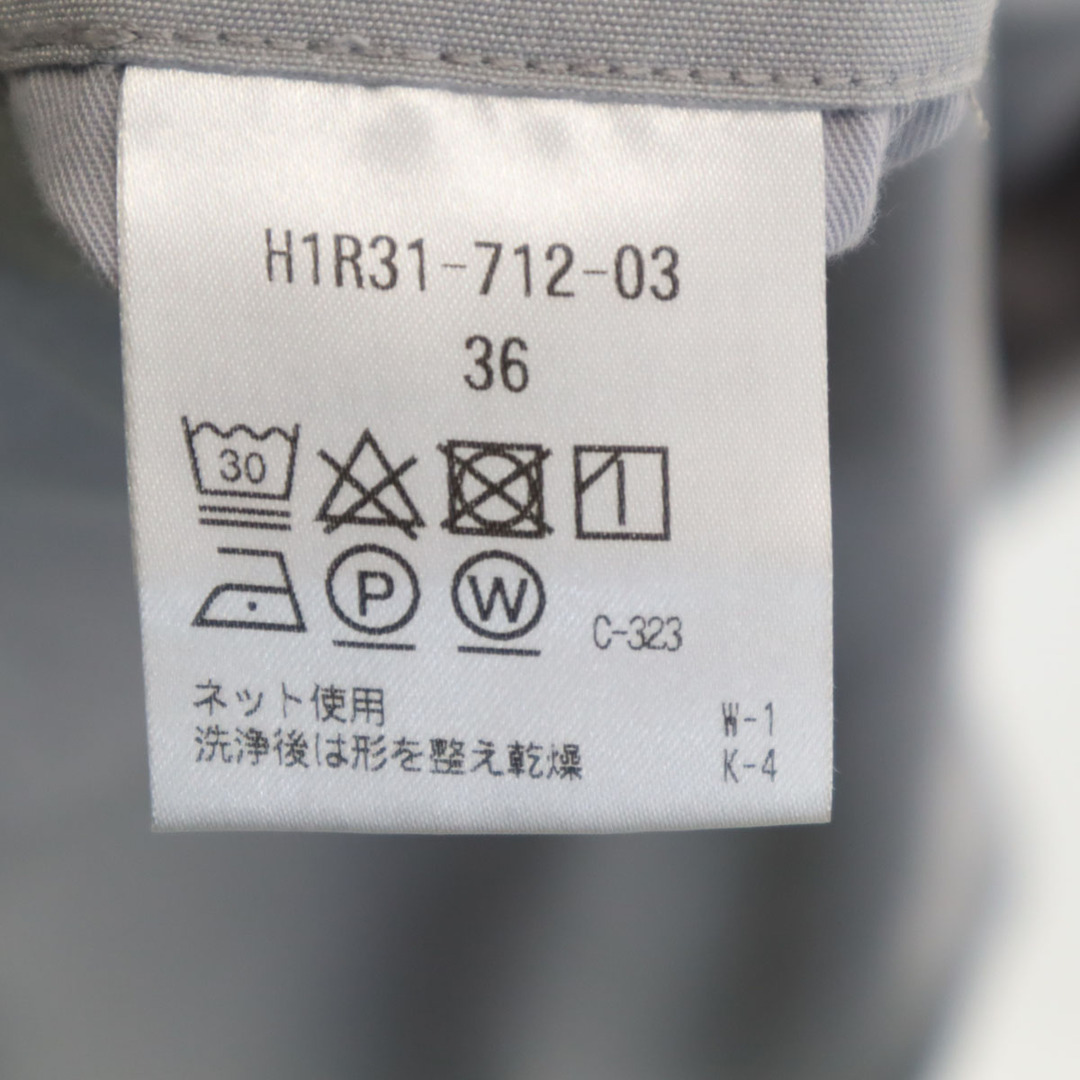 H1R31-712-03
36
30
P W C-323
ネット使用
洗浄後は形を整え乾燥
W-1
K-4